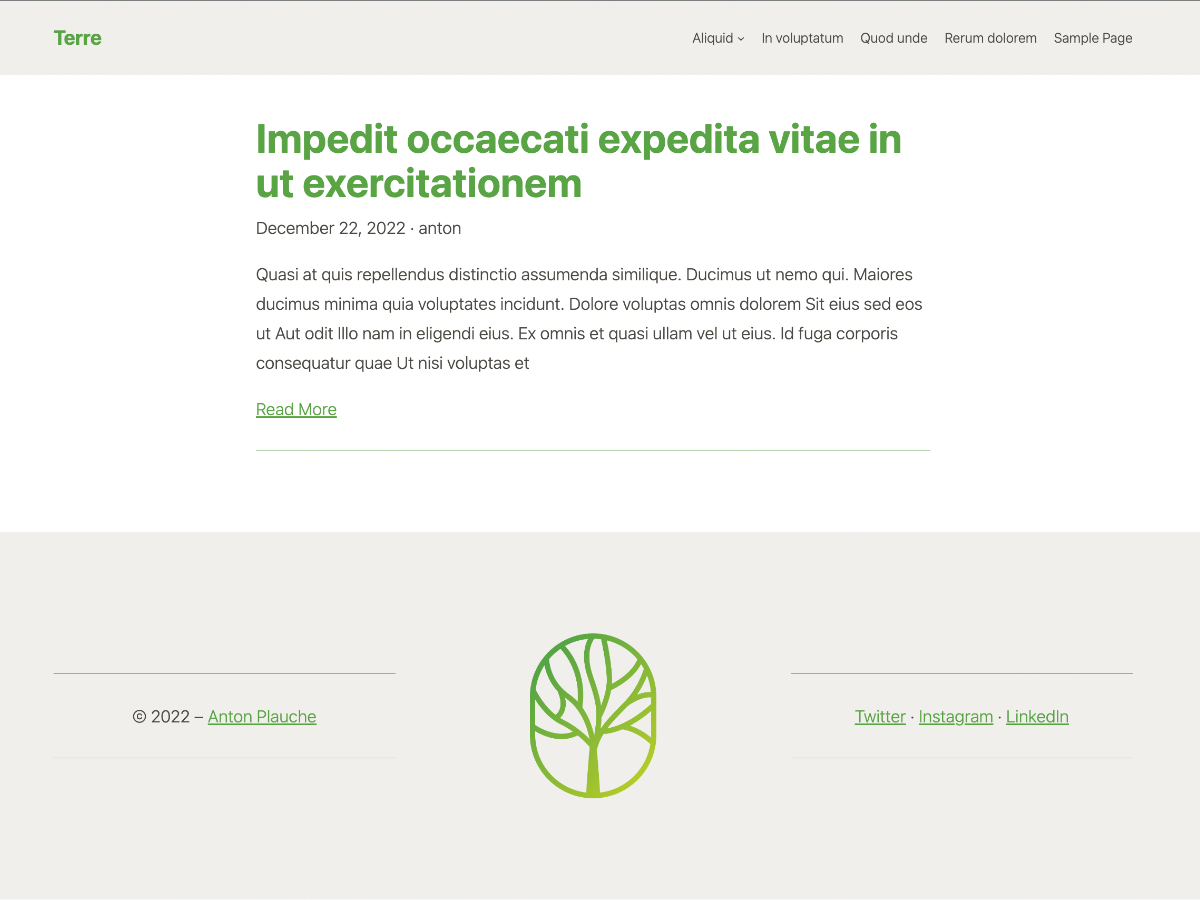 Terre
Aliquid In voluptatum Quod unde Rerum dolorem Sample Page
Impedit occaecati expedita vitae in
ut exercitationem
December 22, 2022 · anton
Quasi at quis repellendus distinctio assumenda similique. Ducimus ut nemo qui. Maiores
ducimus minima quia voluptates incidunt. Dolore voluptas omnis dolorem Sit eius sed eos
ut Aut odit Illo nam in eligendi eius. Ex omnis et quasi ullam vel ut eius. Id fuga corporis
consequatur quae Ut nisi voluptas et
Read More
© 2022 – Anton Plauche
Twitter · Instagram · LinkedIn